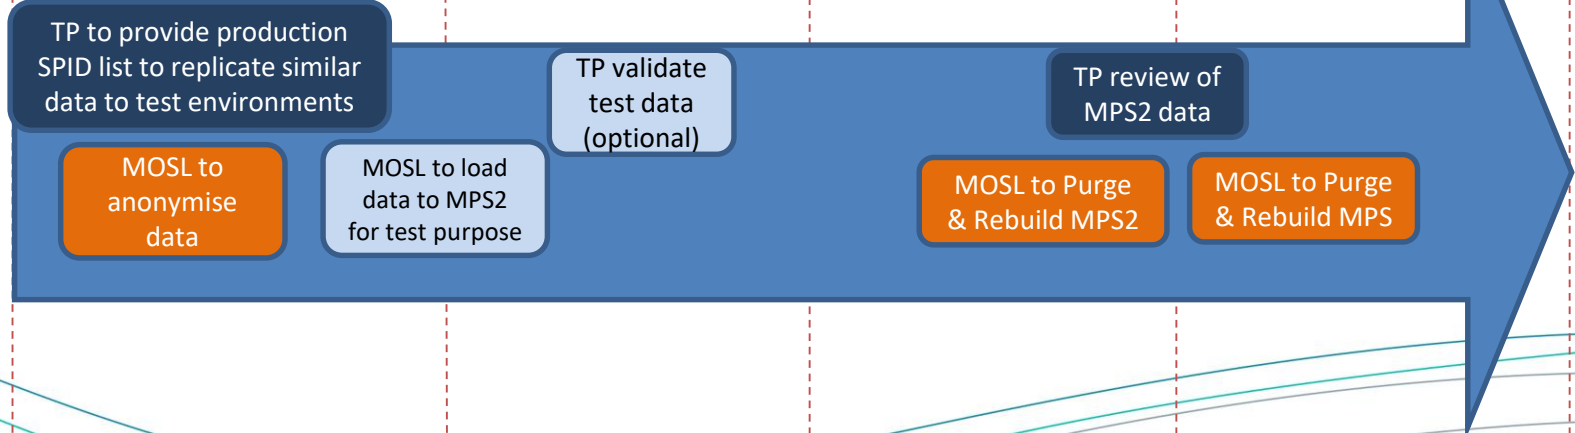 TP to provide production
SPID list to replicate similar
data to test environments
MOSL to
anonymise
data
MOSL to load
data to MPS2
for test purpose
TP validate
test data
(optional)
TP review of
MPS2 data
MOSL to Purge
& Rebuild MPS2
MOSL to Purge
& Rebuild MPS